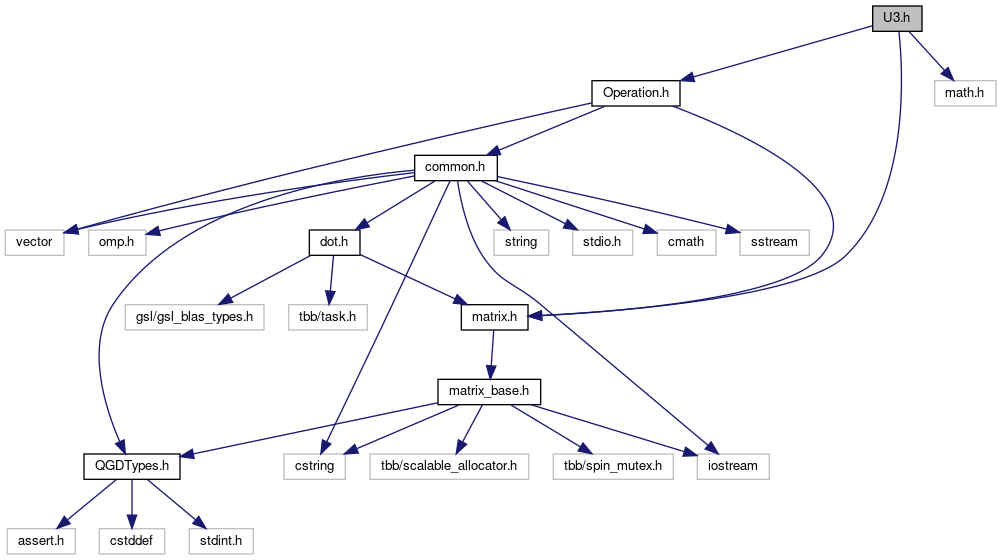 U3.h
Operation.h
math.h
common.h
vector
omp.h
dot.h
string
stdio.h
cmath
sstream
gsl/gsl_blas_types.h
tbb/task.h
matrix.h
matrix_base.h
QGDTypes.h
cstring
tbb/scalable_allocator.h
tbb/spin_mutex.h
iostream
assert.h
cstddef
stdint.h